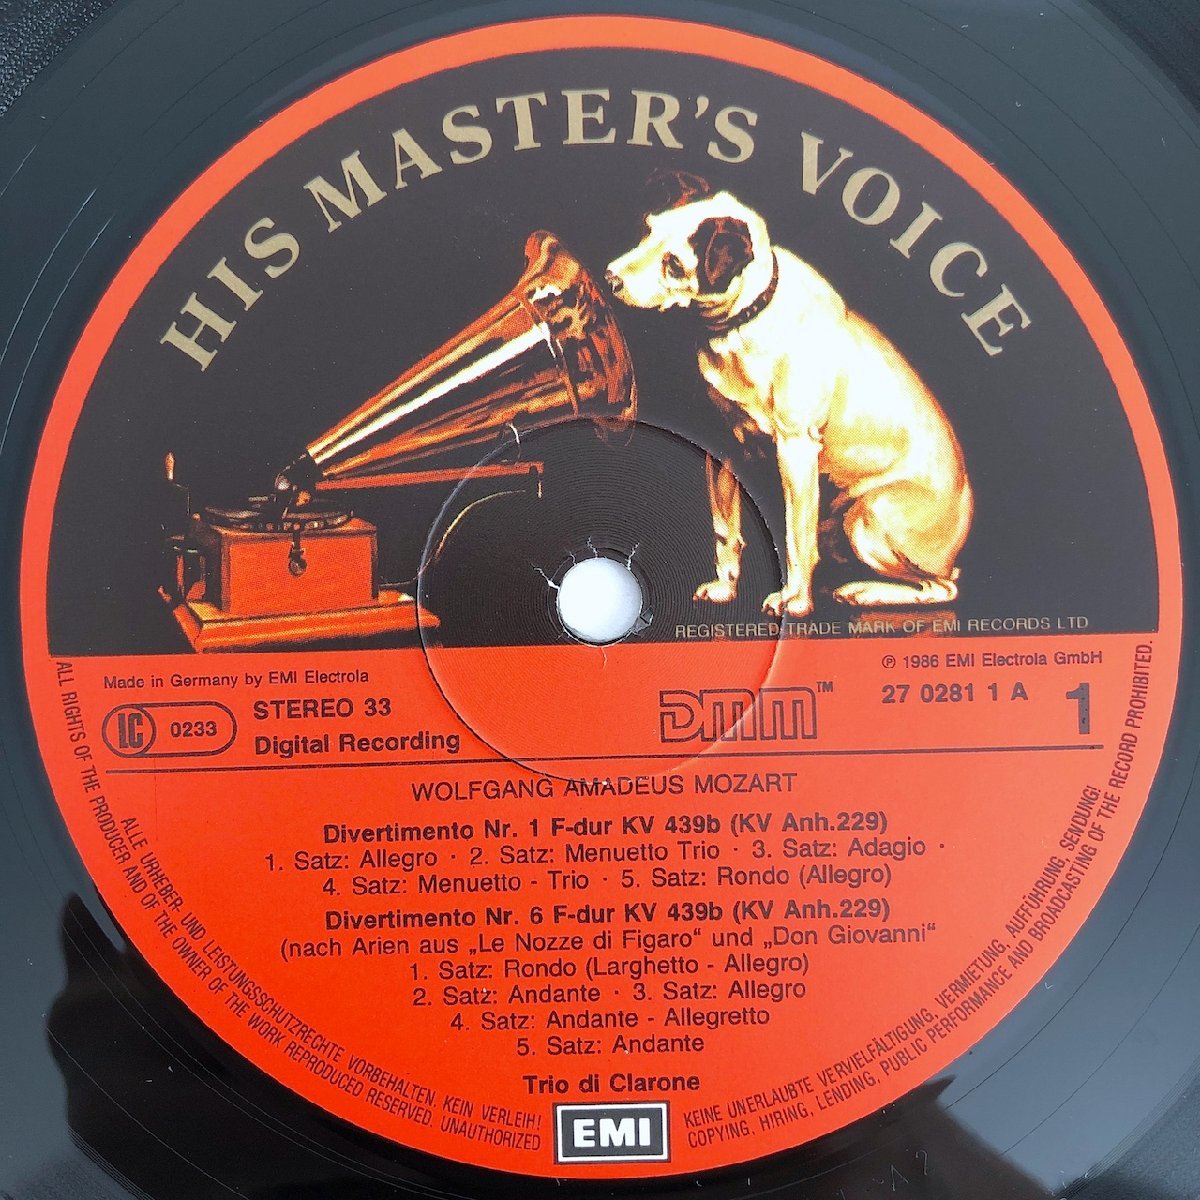 HIS MASTER'S VOICE
REGISTERED TRADE MARK OF EMI RECORDS LTD
Made in Germany by EMI Electrola
℗ 1986 EMI Electrola GmbH
LC 0233
STEREO 33
Digital Recording
DMM™
27 0281 1 A
1
WOLFGANG AMADEUS MOZART
Divertimento Nr. 1 F-dur KV 439b (KV Anh.229)
1. Satz: Allegro · 2. Satz: Menuetto Trio · 3. Satz: Adagio ·
4. Satz: Menuetto - Trio · 5. Satz: Rondo (Allegro)
Divertimento Nr. 6 F-dur KV 439b (KV Anh.229)
(nach Arien aus „Le Nozze di Figaro“ und „Don Giovanni“
1. Satz: Rondo (Larghetto - Allegro)
2. Satz: Andante · 3. Satz: Allegro
4. Satz: Andante - Allegretto
5. Satz: Andante
Trio di Clarone
EMI
ALLE URHEBER- UND LEISTUNGSSCHUTZRECHTE VORBEHALTEN. KEIN VERLEIH! KEINE UNERLAUBTE VERVIELFÄLTIGUNG, VERMIETUNG, AUFFÜHRUNG, SENDUNG!
ALL RIGHTS OF THE PRODUCER AND OF THE OWNER OF THE WORK REPRODUCED RESERVED. UNAUTHORIZED COPYING, HIRING, LENDING, PUBLIC PERFORMANCE AND BROADCASTING OF THE RECORD PROHIBITED.